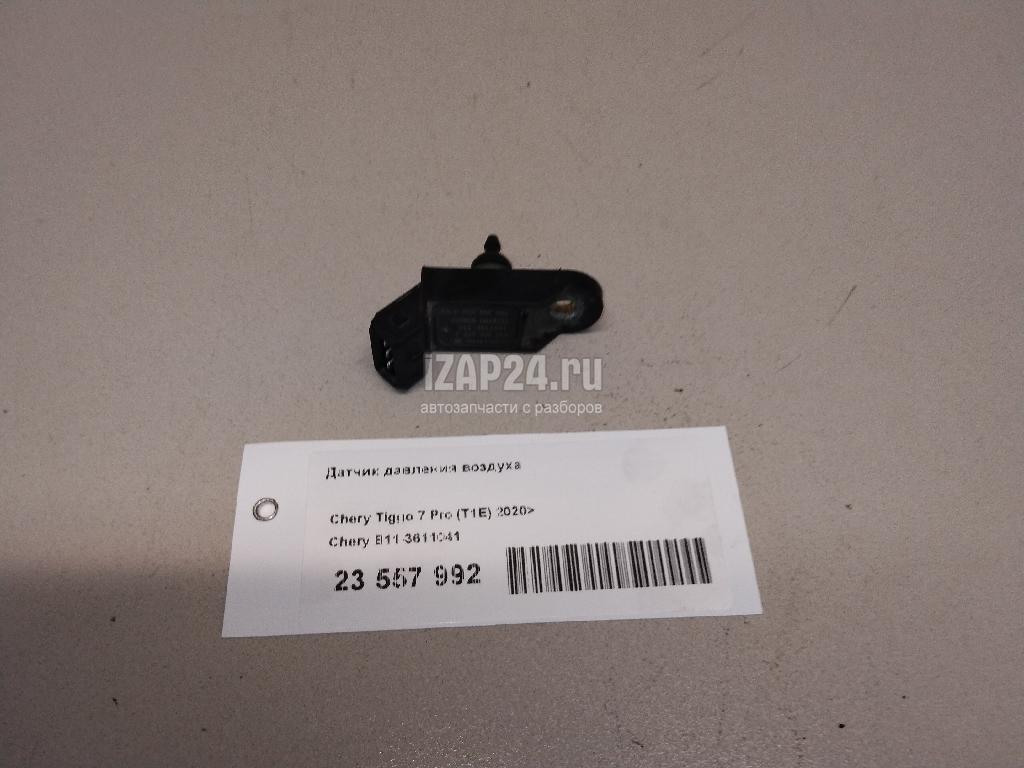 iZAP24.ru
автозапчасти с разборов
Датчик давления воздуха
Chery Tiggo 7 Pro (T1E) 2020>
Chery B11-3611041
23 557 992